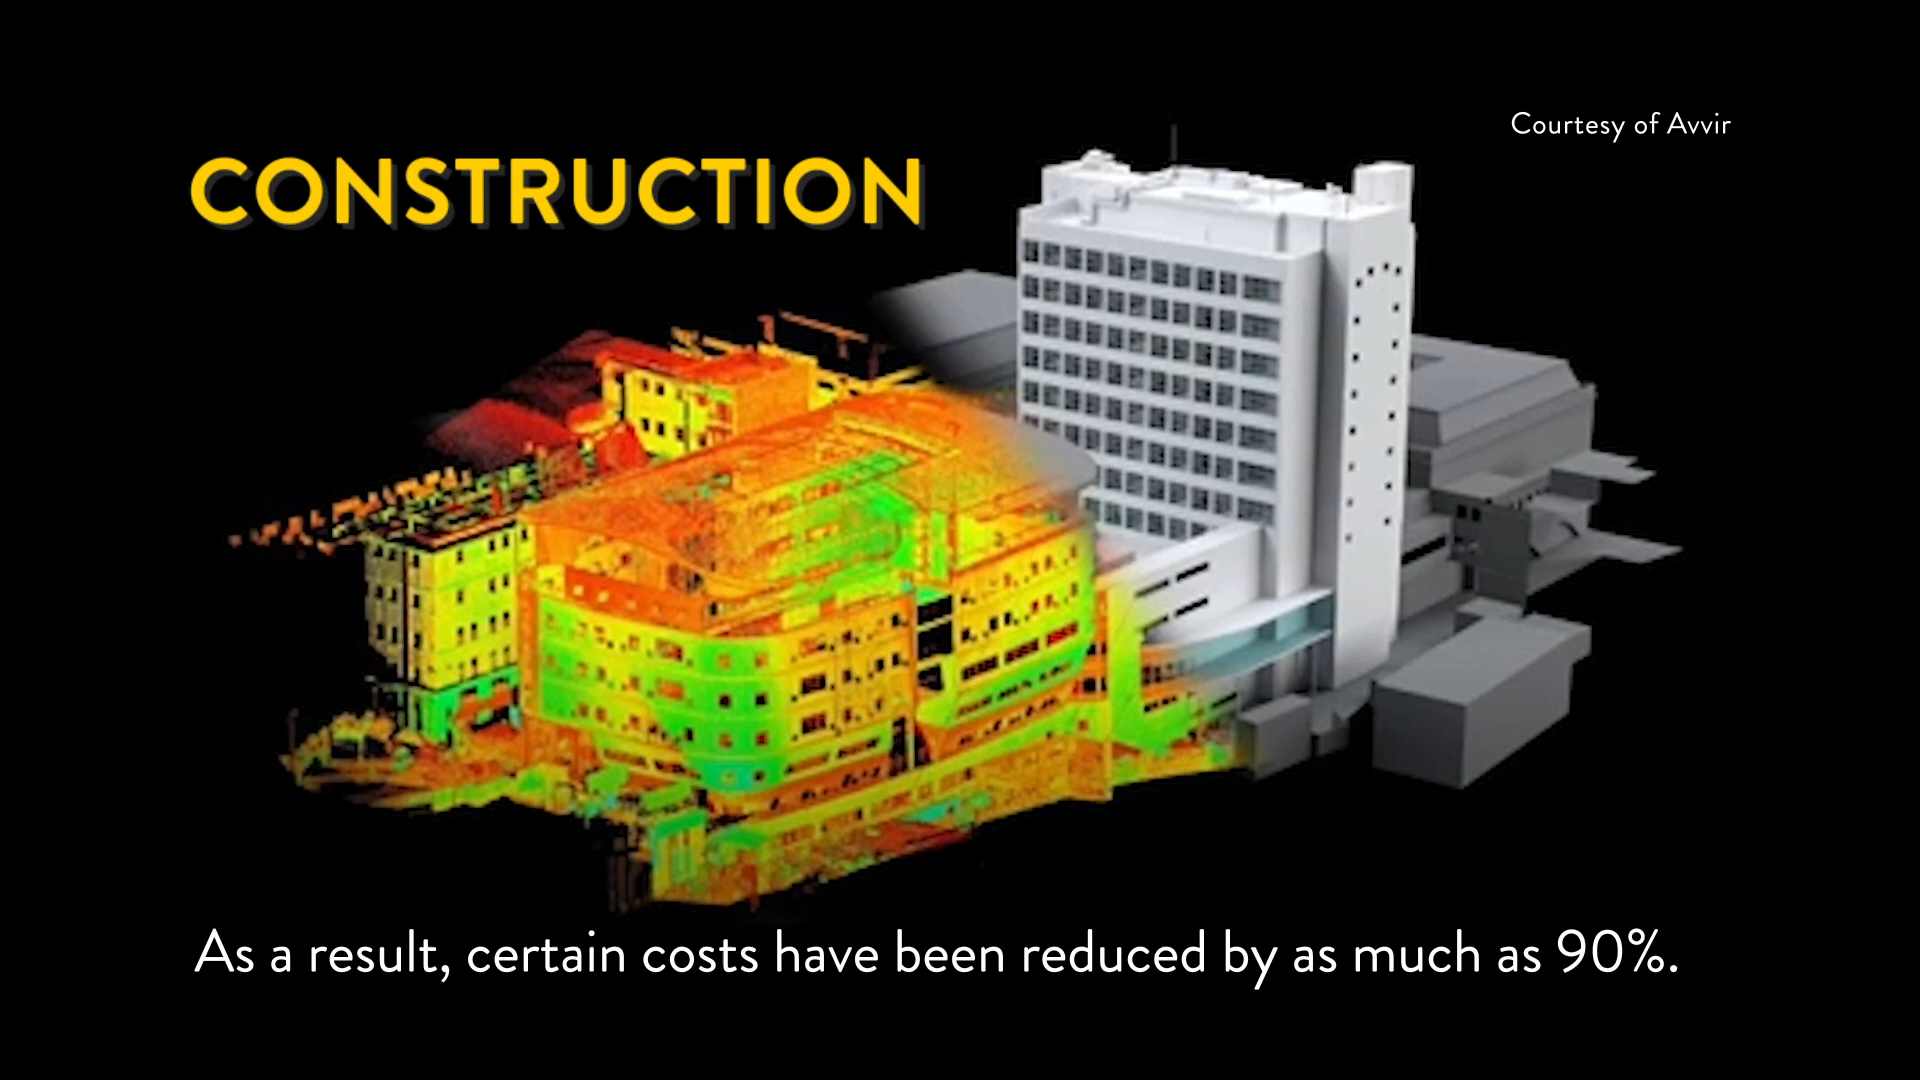 Courtesy of Avvir
CONSTRUCTION
As a result, certain costs have been reduced by as much as 90%.